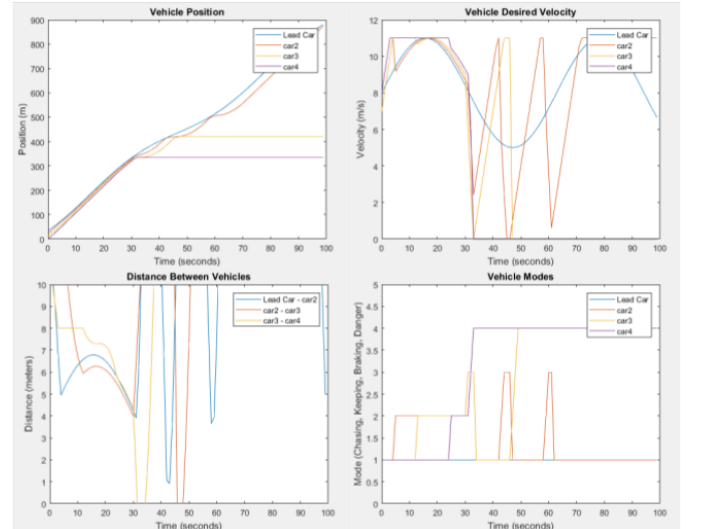 Vehicle Position
900
800
700
600
500
400
300
200
100
0
0 10 20 30 40 50 60 70 80 90 100
Position (m)
Time (seconds)
Lead Car
car2
car3
car4
Vehicle Desired Velocity
12
10
8
6
4
2
0
0 10 20 30 40 50 60 70 80 90 100
Velocity (m/s)
Time (seconds)
Lead Car
car2
car3
car4
Distance Between Vehicles
10
9
8
7
6
5
4
3
2
1
0
0 10 20 30 40 50 60 70 80 90 100
Distance (meters)
Time (seconds)
Lead Car - car2
car2 - car3
car3 - car4
Vehicle Modes
5
4.5
4
3.5
3
2.5
2
1.5
1
0.5
0
0 10 20 30 40 50 60 70 80 90 100
Mode (Chasing, Keeping, Braking, Danger)
Time (seconds)
Lead Car
car2
car3
car4